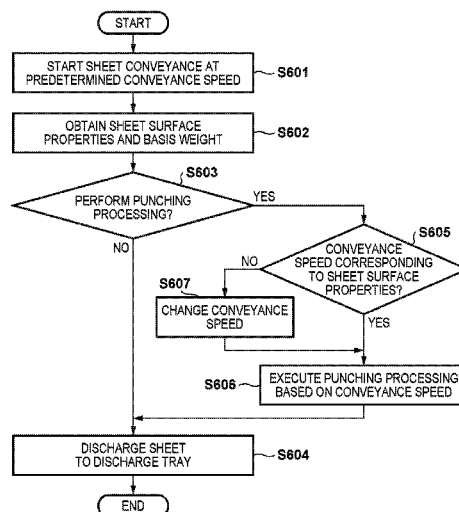 START
START SHEET CONVEYANCE AT
PREDETERMINED CONVEYANCE SPEED
S601
OBTAIN SHEET SURFACE
PROPERTIES AND BASIS WEIGHT
S602
S603
PERFORM PUNCHING
PROCESSING?
YES
NO
S605
CONVEYANCE
SPEED CORRESPONDING
TO SHEET SURFACE
PROPERTIES?
NO
YES
S607
CHANGE CONVEYANCE
SPEED
S606
EXECUTE PUNCHING PROCESSING
BASED ON CONVEYANCE SPEED
DISCHARGE SHEET
TO DISCHARGE TRAY
S604
END